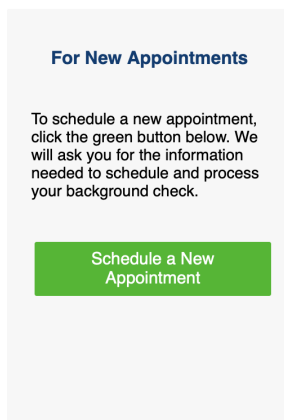 For New Appointments
To schedule a new appointment,
click the green button below. We
will ask you for the information
needed to schedule and process
your background check.
Schedule a New
Appointment